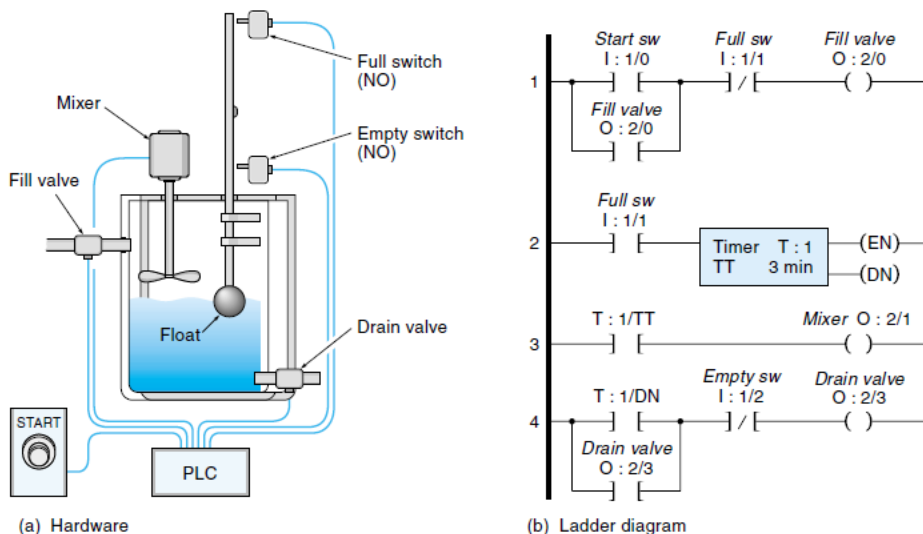 Full switch
(NO)
Mixer
Empty switch
(NO)
Fill valve
Float
Drain valve
START
PLC
(a) Hardware
Start sw
I : 1/0
Full sw
I : 1/1
Fill valve
O : 2/0
1
Fill valve
O : 2/0
Full sw
I : 1/1
2
Timer T : 1
TT 3 min
(EN)
(DN)
T : 1/TT
Mixer O : 2/1
3
T : 1/DN
Empty sw
I : 1/2
Drain valve
O : 2/3
4
Drain valve
O : 2/3
(b) Ladder diagram